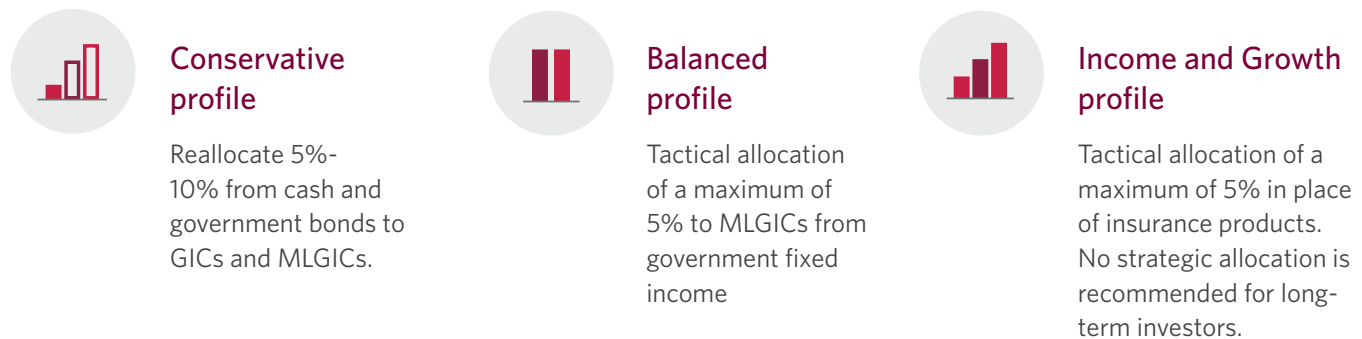 Conservative
profile
Reallocate 5%-
10% from cash and
government bonds to
GICs and MLGICs.
Balanced
profile
Tactical allocation
of a maximum of
5% to MLGICs from
government fixed
income
Income and Growth
profile
Tactical allocation of a
maximum of 5% in place
of insurance products.
No strategic allocation is
recommended for long-
term investors.